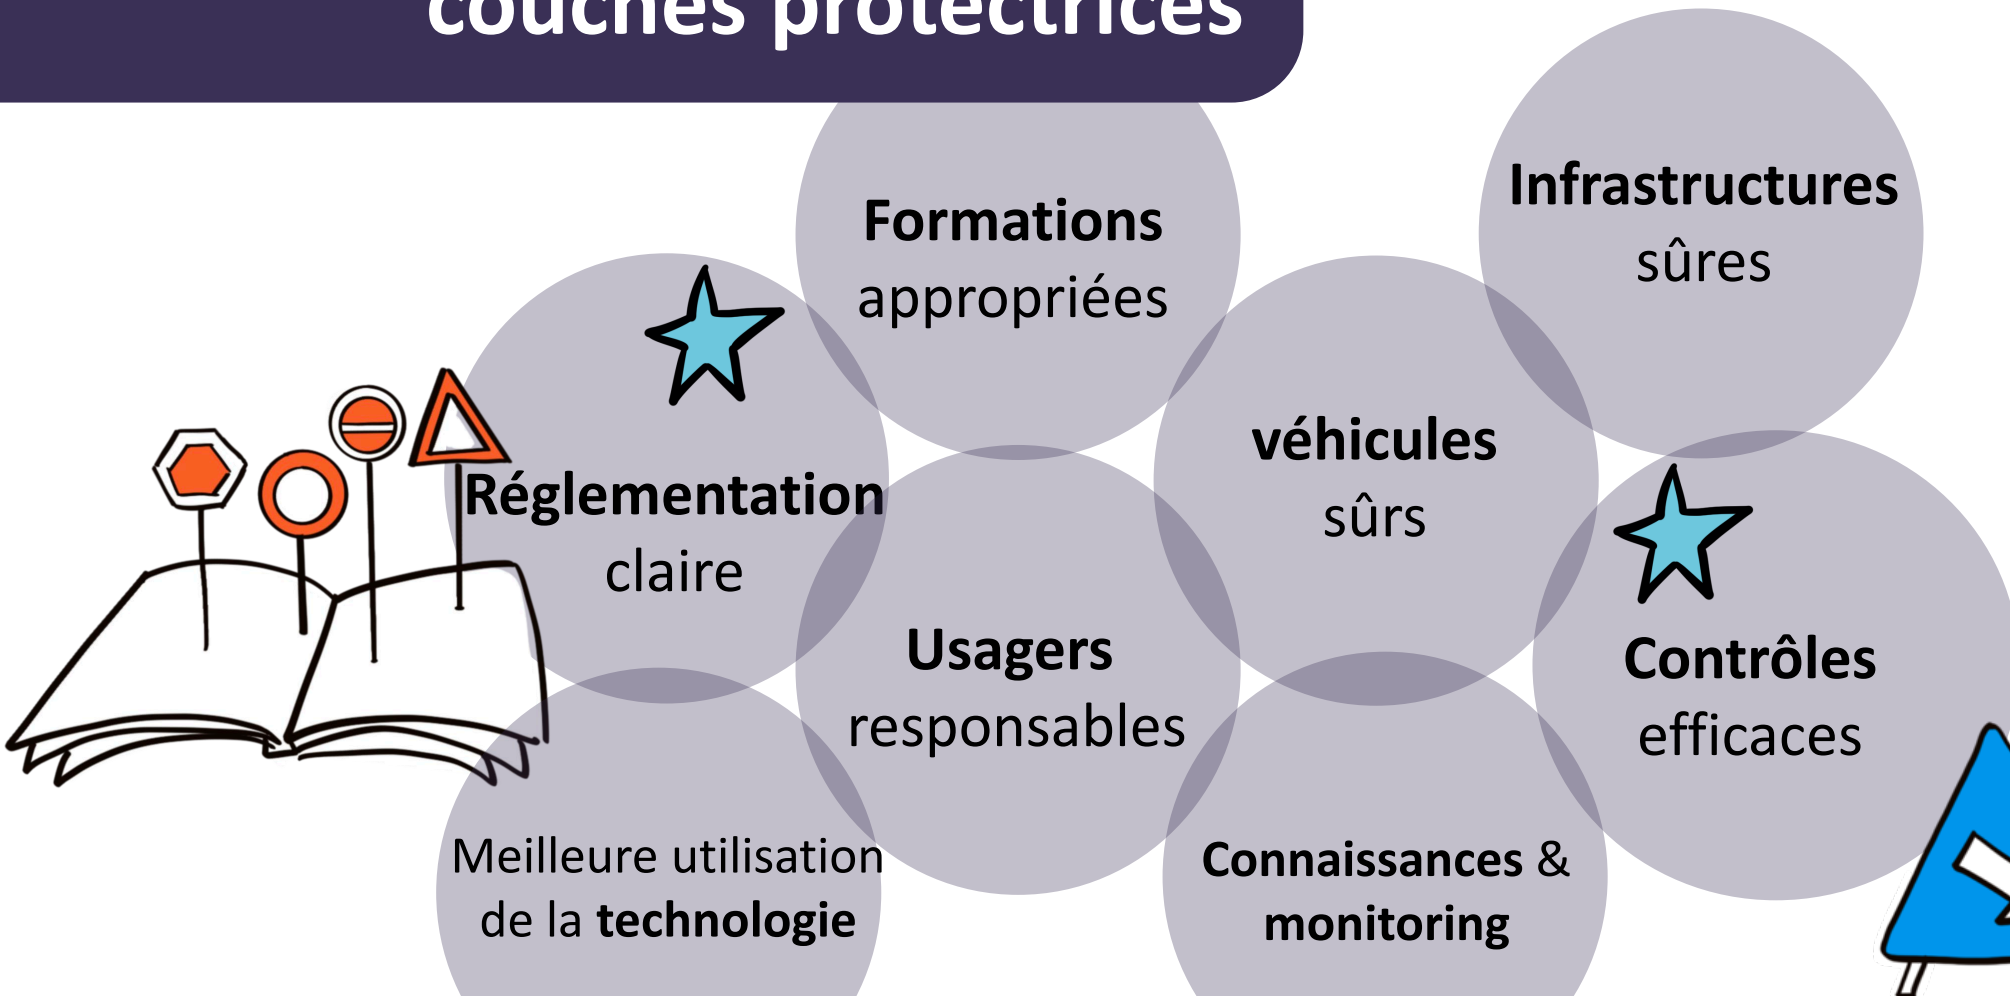 couches protectrices
Formations
appropriées
Infrastructures
sûres
Réglementation
claire
véhicules
sûrs
Usagers
responsables
Contrôles
efficaces
Meilleure utilisation
de la technologie
Connaissances &
monitoring